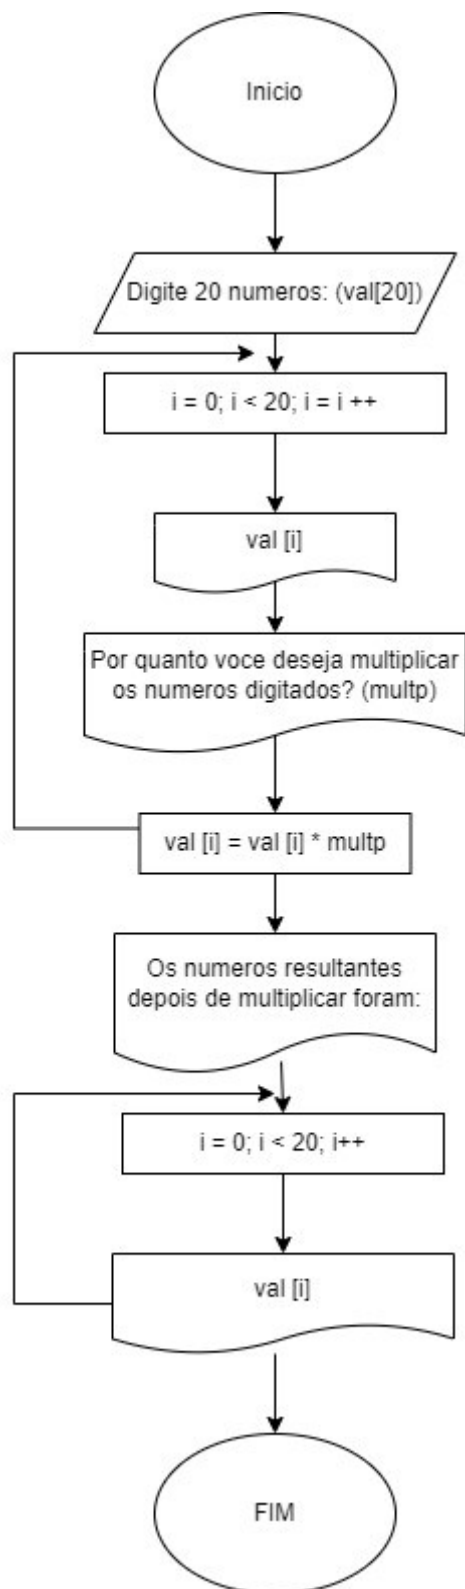 Inicio
Digite 20 numeros: (val[20])
i = 0; i < 20; i = i ++
val [i]
Por quanto voce deseja multiplicar
os numeros digitados? (multp)
val [i] = val [i] * multp
Os numeros resultantes
depois de multiplicar foram:
i = 0; i < 20; i++
val [i]
FIM